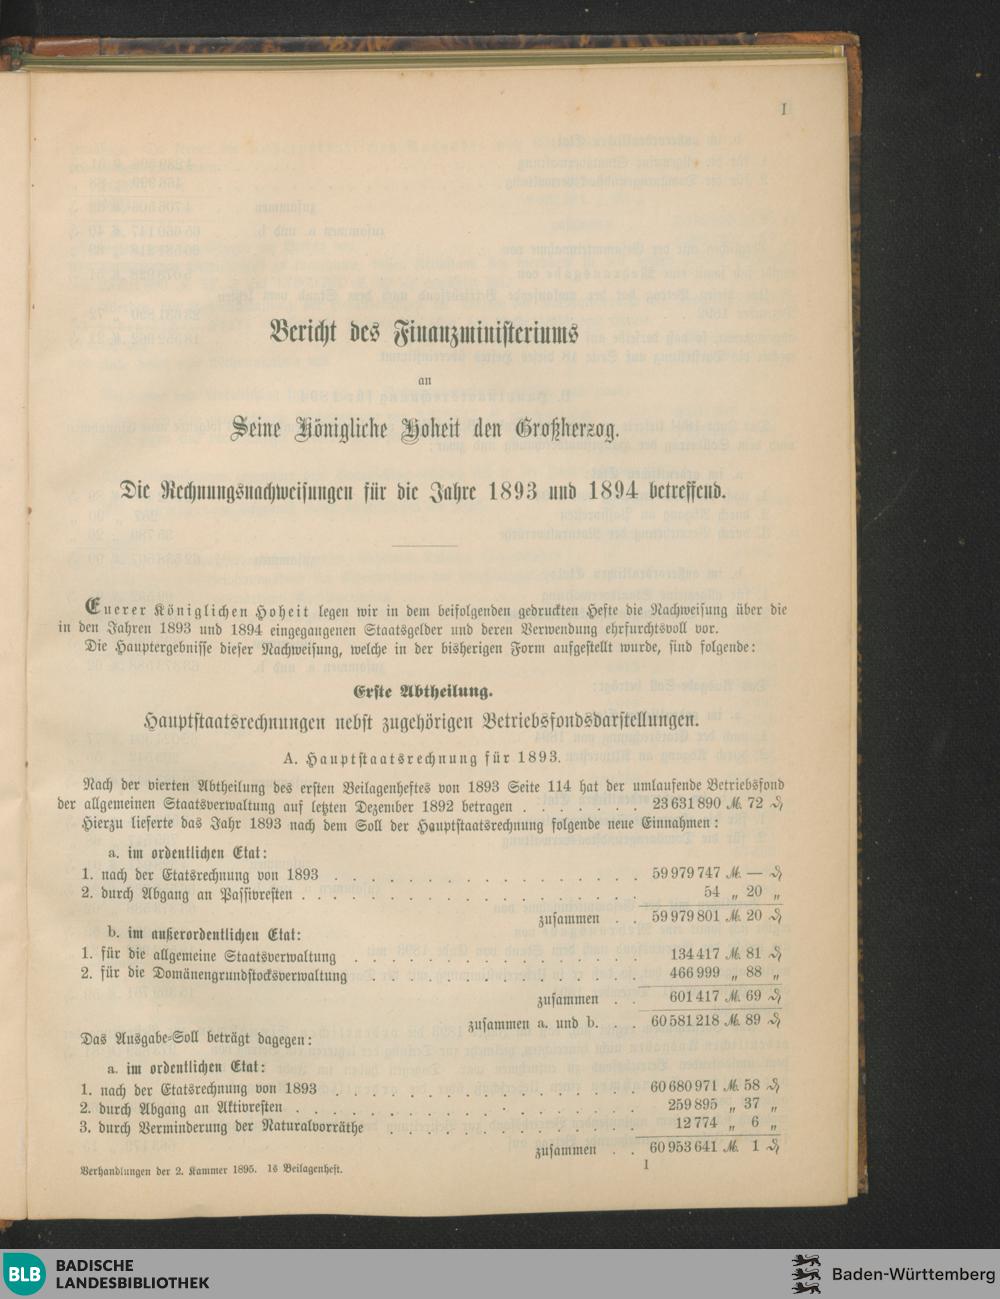 I
Bericht des Finanzministeriums
an
Seine Königliche Hoheit den Großherzog.
Die Rechnungsnachweisungen für die Jahre 1893 und 1894 betreffend.
Euerer Königlichen Hoheit legen wir in dem beifolgenden gedruckten Hefte die Nachweisung über die
in den Jahren 1893 und 1894 eingegangenen Staatsgelder und deren Verwendung ehrfurchtsvoll vor.
Die Hauptergebnisse dieser Nachweisung, welche in der bisherigen Form aufgestellt wurde, sind folgende:
Erste Abtheilung.
Hauptstaatsrechnungen nebst zugehörigen Betriebsfondsdarstellungen.
A. Hauptstaatsrechnung für 1893.
Nach der vierten Abtheilung des ersten Beilagenheftes von 1893 Seite 114 hat der umlaufende Betriebsfond
der allgemeinen Staatsverwaltung auf letzten Dezember 1892 betragen . . . . . . . 23 631 890 ℳ. 72 ₰
Hierzu lieferte das Jahr 1893 nach dem Soll der Hauptstaatsrechnung folgende neue Einnahmen:
a. im ordentlichen Etat:
1. nach der Etatsrechnung von 1893 . . . . . . . . . . . . 59 979 747 ℳ. — ₰
2. durch Abgang an Passivresten . . . . . . . . . . . . . 54 „ 20 „
zusammen . . 59 979 801 ℳ. 20 ₰
b. im außerordentlichen Etat:
1. für die allgemeine Staatsverwaltung . . . . . . . . . . . 134 417 ℳ. 81 ₰
2. für die Domänengrundstocksverwaltung . . . . . . . . . . . 466 999 „ 88 „
zusammen . . 601 417 ℳ. 69 ₰
zusammen a. und b. . . 60 581 218 ℳ. 89 ₰
Das Ausgabe-Soll beträgt dagegen:
a. im ordentlichen Etat:
1. nach der Etatsrechnung von 1893 . . . . . . . . . . . . 60 680 971 ℳ. 58 ₰
2. durch Abgang an Aktivresten . . . . . . . . . . . . . 259 895 „ 37 „
3. durch Verminderung der Naturalvorräthe . . . . . . . . . . 12 774 „ 6 „
zusammen . . 60 953 641 ℳ. 1 ₰
Verhandlungen der 2. Kammer 1895. 1s Beilagenheft. I
BLB BADISCHE
LANDESBIBLIOTHEK
Baden-Württemberg